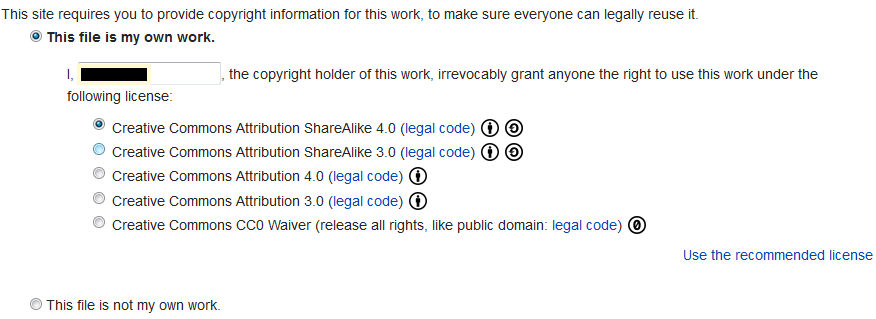 This site requires you to provide copyright information for this work, to make sure everyone can legally reuse it.
This file is my own work.
I, , the copyright holder of this work, irrevocably grant anyone the right to use this work under the
following license:
Creative Commons Attribution ShareAlike 4.0 (legal code)
Creative Commons Attribution ShareAlike 3.0 (legal code)
Creative Commons Attribution 4.0 (legal code)
Creative Commons Attribution 3.0 (legal code)
Creative Commons CC0 Waiver (release all rights, like public domain: legal code)
Use the recommended license
This file is not my own work.